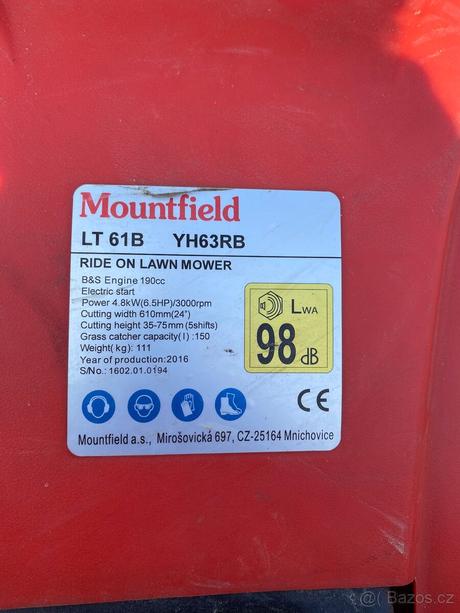 Mountfield
LT 61B YH63RB
RIDE ON LAWN MOWER
B&S Engine 190cc
Electric start
Power 4.8kW(6.5HP)/3000rpm
Cutting width 610mm(24")
Cutting height 35-75mm(5shifts)
Grass catcher capacity(l):150
Weight(kg): 111
Year of production:2016
S/No.: 1602.01.0194
LWA
98 dB
CE
Mountfield a.s., Mirošovická 697, CZ-25164 Mnichovice
Bazos.cz